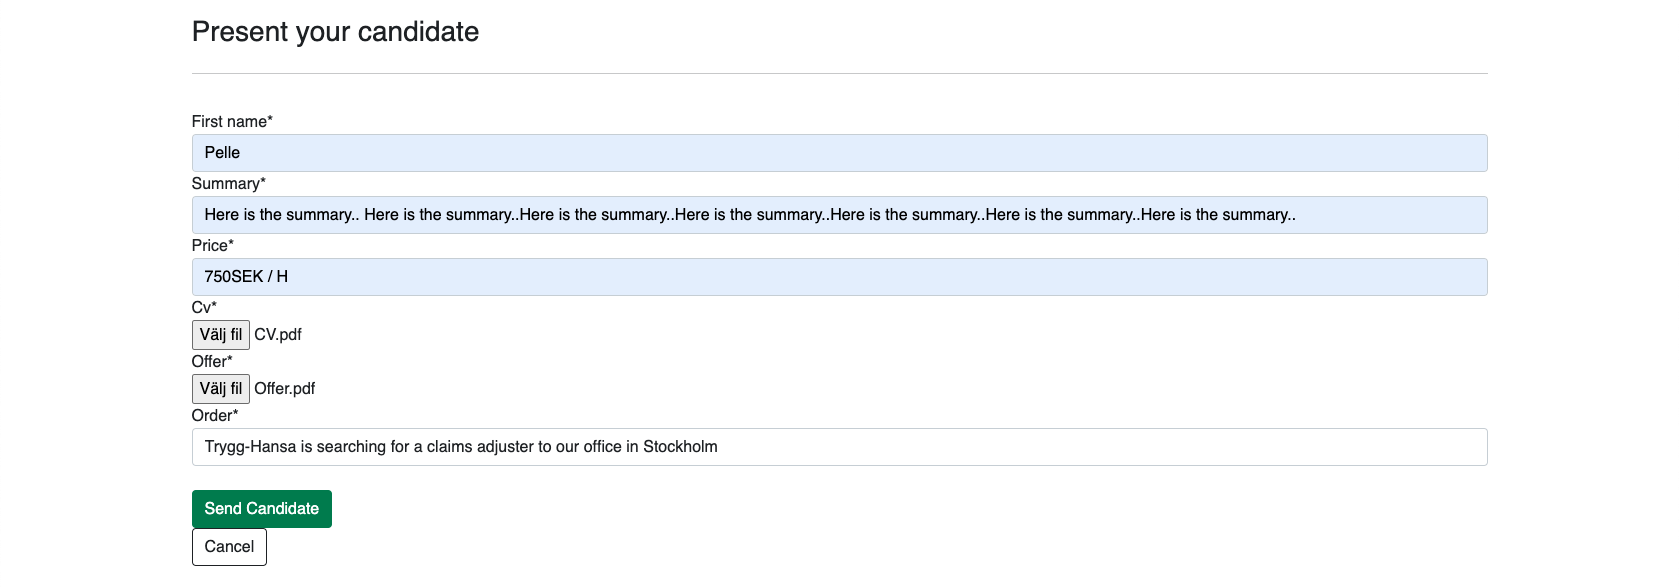 Present your candidate
First name*
Pelle
Summary*
Here is the summary.. Here is the summary..Here is the summary..Here is the summary..Here is the summary..Here is the summary..Here is the summary..
Price*
750SEK / H
Cv*
Välj fil CV.pdf
Offer*
Välj fil Offer.pdf
Order*
Trygg-Hansa is searching for a claims adjuster to our office in Stockholm
Send Candidate
Cancel